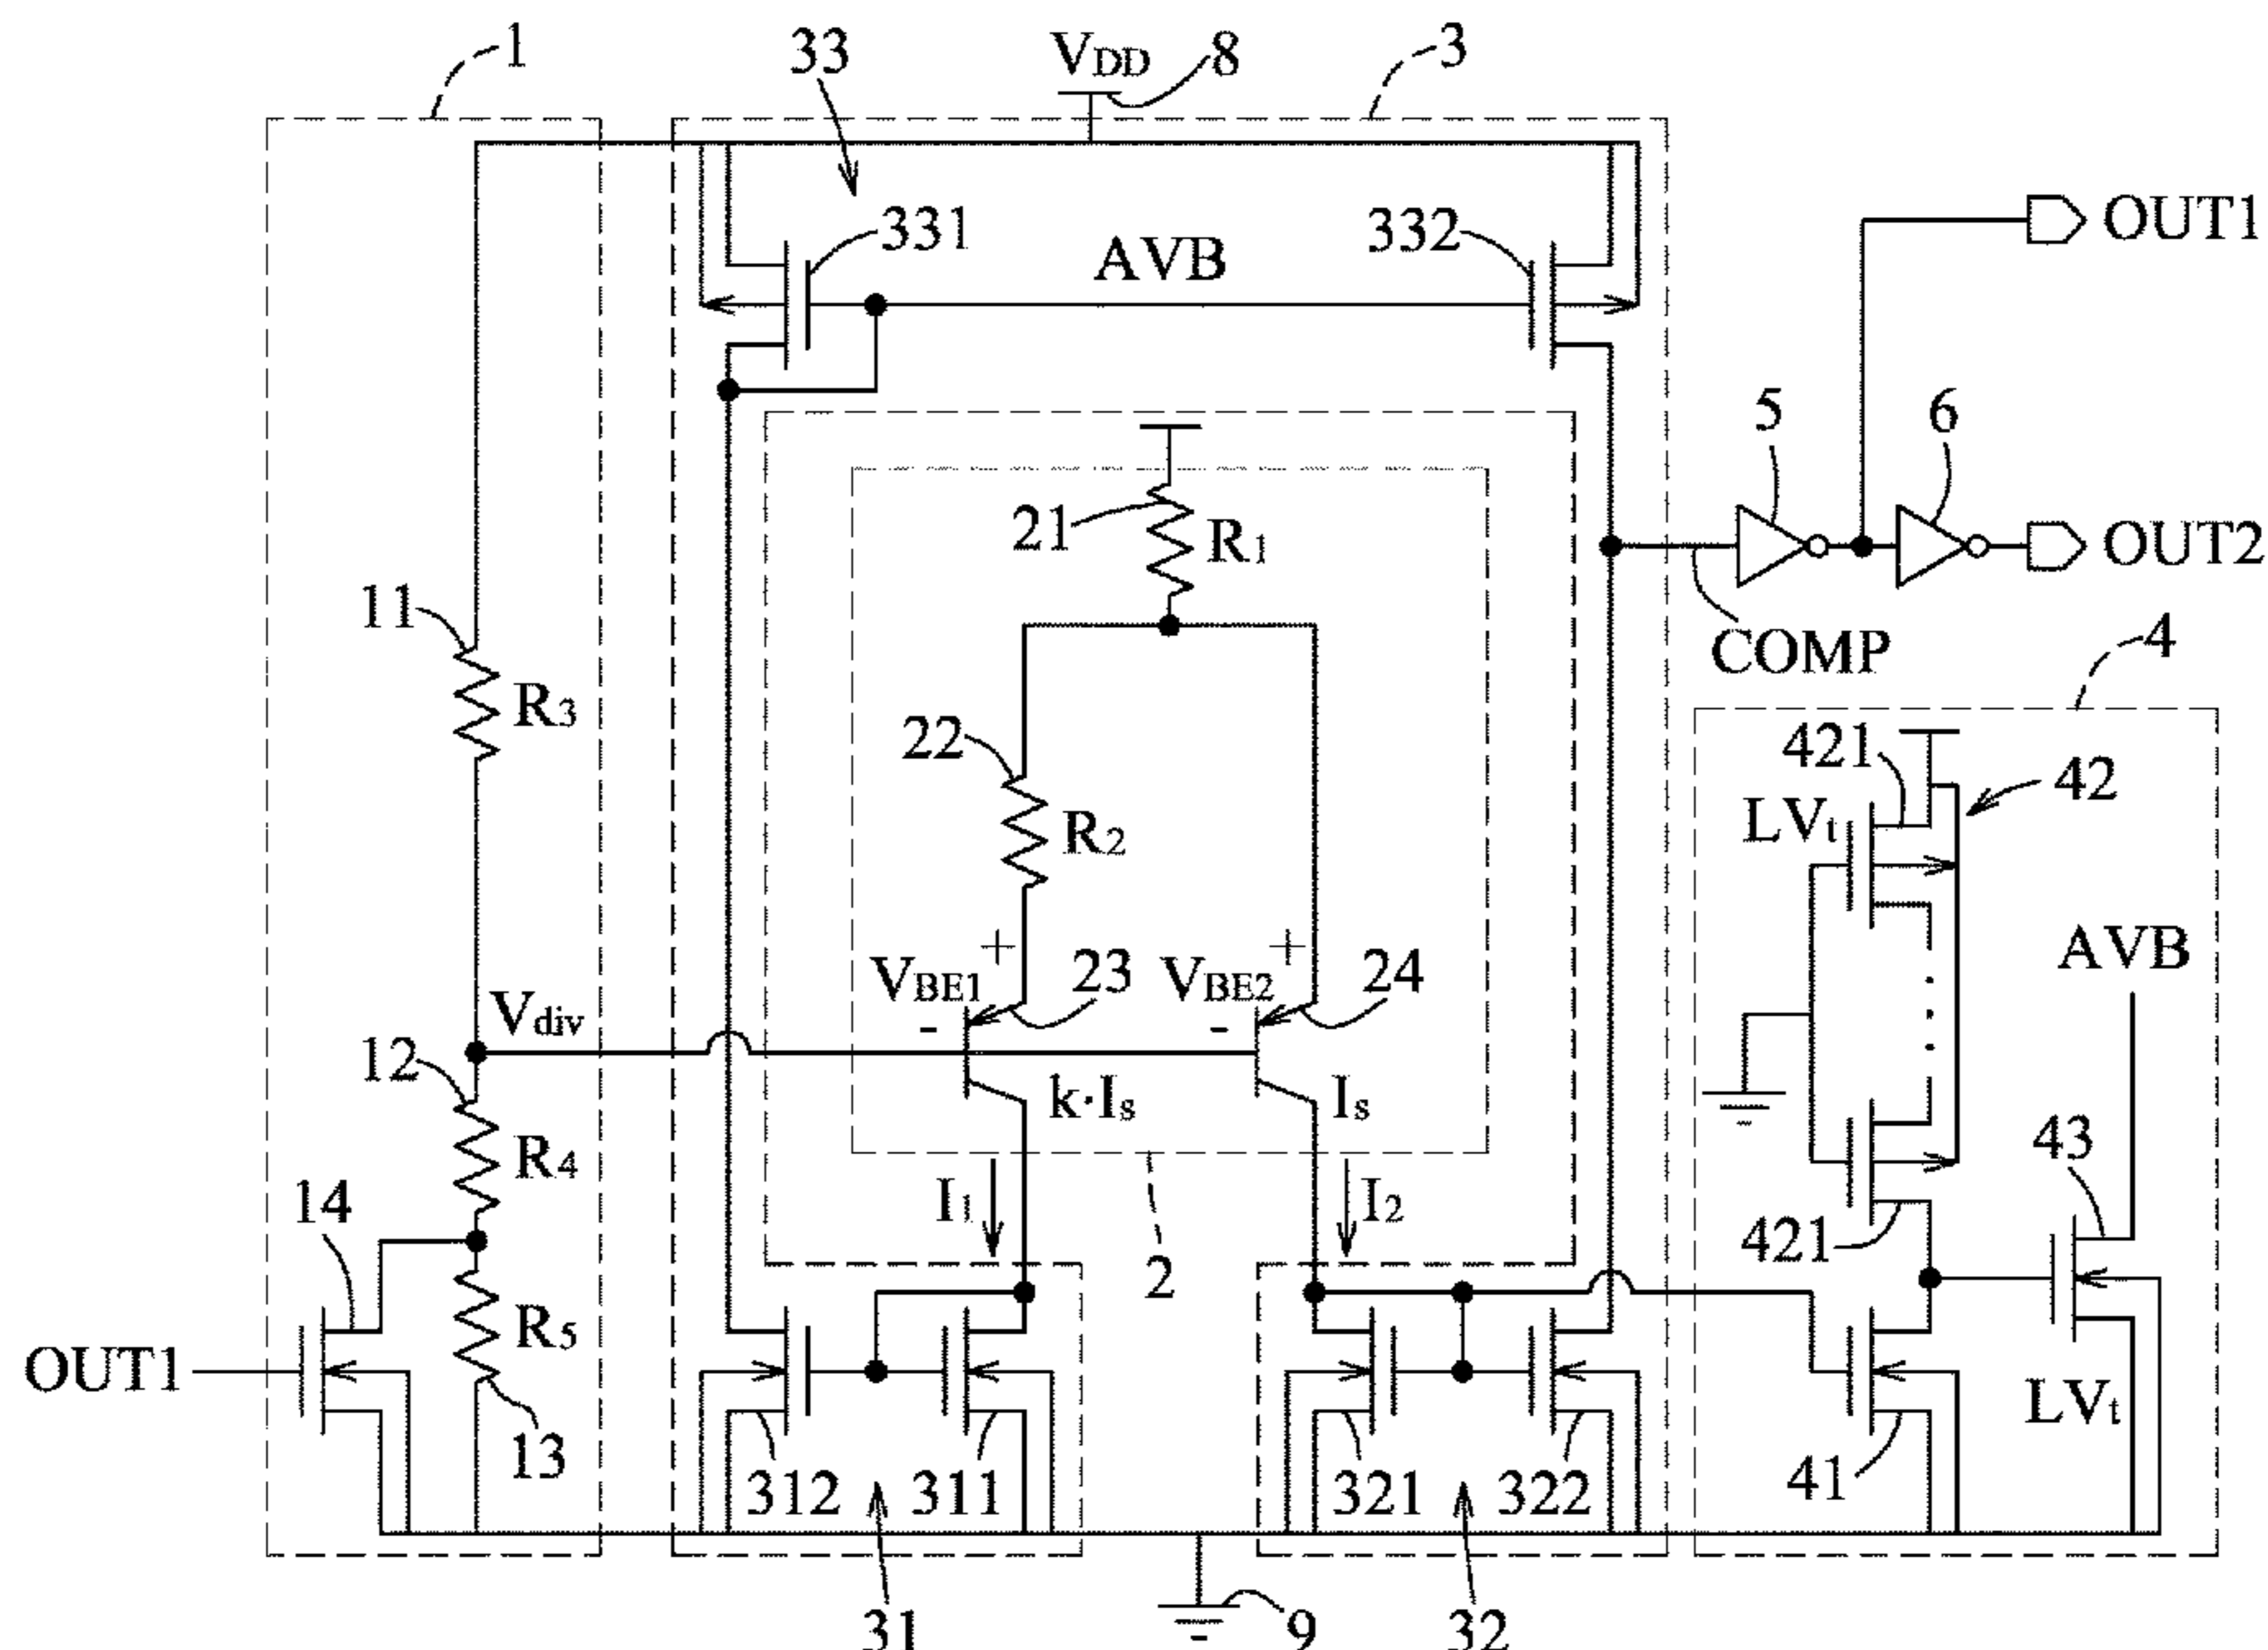 1
33
VDD
8
3
331
AVB
332
OUT1
5
6
21
R1
OUT2
COMP
4
11
R3
22
R2
421
42
LVt
VBE1
+
-
23
VBE2
+
-
24
AVB
Vdiv
12
k·Is
Is
43
R4
14
I1
I2
2
421
OUT1
R5
13
312
311
321
322
41
LVt
31
9
32